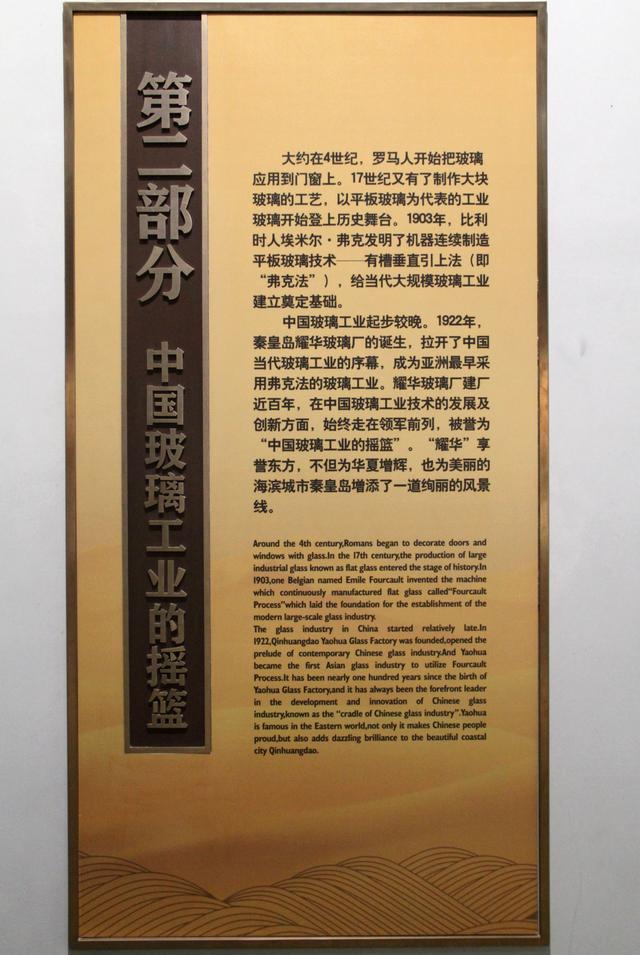 第二部分
中国玻璃工业的摇篮
大约在4世纪，罗马人开始把玻璃
应用到门窗上。17世纪又有了制作大块
玻璃的工艺，以平板玻璃为代表的工业
玻璃开始登上历史舞台。1903年，比利
时人埃米尔·弗克发明了机器连续制造
平板玻璃技术——有槽垂直引上法（即
“弗克法”），给当代大规模玻璃工业
建立奠定基础。
中国玻璃工业起步较晚。1922年，
秦皇岛耀华玻璃厂的诞生，拉开了中国
当代玻璃工业的序幕，成为亚洲最早采
用弗克法的玻璃工业。耀华玻璃厂建厂
近百年，在中国玻璃工业技术的发展及
创新方面，始终走在领军前列，被誉为
“中国玻璃工业的摇篮”。“耀华”享
誉东方，不但为华夏增辉，也为美丽的
海滨城市秦皇岛增添了一道绚丽的风景
线。
Around the 4th century,Romans began to decorate doors and
windows with glass.In the 17th century,the production of large
industrial glass known as flat glass entered the stage of history.In
1903,one Belgian named Emile Fourcault invented the machine
which continuously manufactured flat glass called“Fourcault
Process”which laid the foundation for the establishment of the
modern large-scale glass industry.
The glass industry in China started relatively late.In
1922,Qinhuangdao Yaohua Glass Factory was founded,opened the
prelude of contemporary Chinese glass industry.And Yaohua
became the first Asian glass industry to utilize Fourcault
Process.It has been nearly one hundred years since the birth of
Yaohua Glass Factory,and it has always been the forefront leader
in the development and innovation of Chinese glass
industry,known as the “cradle of Chinese glass industry”.Yaohua
is famous in the Eastern world,not only it makes Chinese people
proud,but also adds dazzling brilliance to the beautiful coastal
city Qinhuangdao.